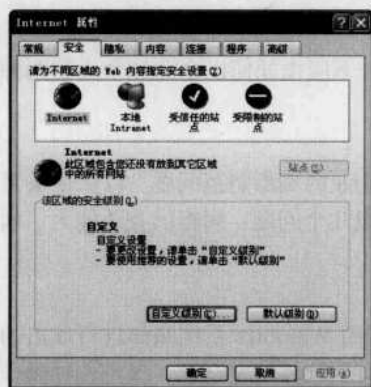 Internet 属性
常规 安全 隐私 内容 连接 程序 高级
请为不同区域的 Web 内容指定安全设置(Z)
Internet 本地 Intranet 受信任的站点 受限制的站点
Internet
此区域包含您还没有放到其它区域
中的所有网站
站点(S)...
该区域的安全级别(L)
自定义
自定义设置
- 要更改设置，请单击“自定义级别”
- 要使用推荐的设置，请单击“默认级别”
自定义级别(C)... 默认级别(D)
确定 取消 应用(A)